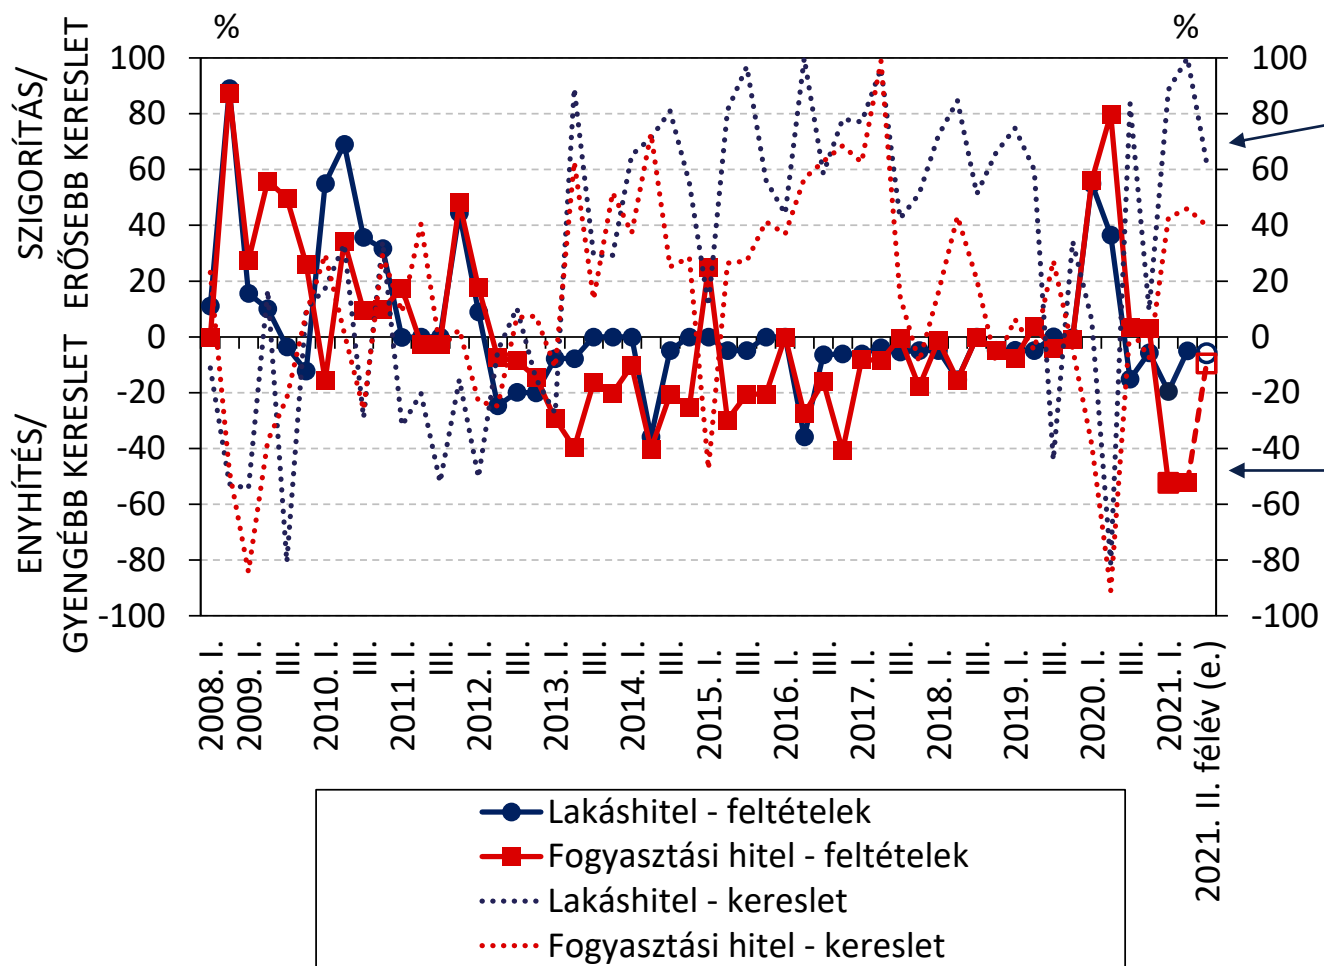 %
%
SZIGORÍTÁS/
ERŐSEBB KERESLET
ENYHÍTÉS/
GYENGÉBB KERESLET
100
80
60
40
20
0
-20
-40
-60
-80
-100
100
80
60
40
20
0
-20
-40
-60
-80
-100
2008. I.
2009. I.
III.
2010. I.
III.
2011. I.
III.
2012. I.
III.
2013. I.
III.
2014. I.
III.
2015. I.
III.
2016. I.
III.
2017. I.
III.
2018. I.
III.
2019. I.
III.
2020. I.
III.
2021. I.
2021. II. félév (e.)
Lakáshitel - feltételek
Fogyasztási hitel - feltételek
Lakáshitel - kereslet
Fogyasztási hitel - kereslet